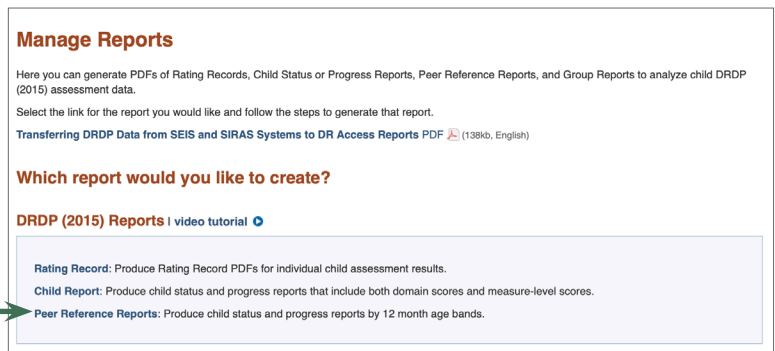 Manage Reports
Here you can generate PDFs of Rating Records, Child Status or Progress Reports, Peer Reference Reports, and Group Reports to analyze child DRDP
(2015) assessment data.
Select the link for the report you would like and follow the steps to generate that report.
Transferring DRDP Data from SEIS and SIRAS Systems to DR Access Reports PDF (138kb, English)
Which report would you like to create?
DRDP (2015) Reports | video tutorial
Rating Record: Produce Rating Record PDFs for individual child assessment results.
Child Report: Produce child status and progress reports that include both domain scores and measure-level scores.
Peer Reference Reports: Produce child status and progress reports by 12 month age bands.